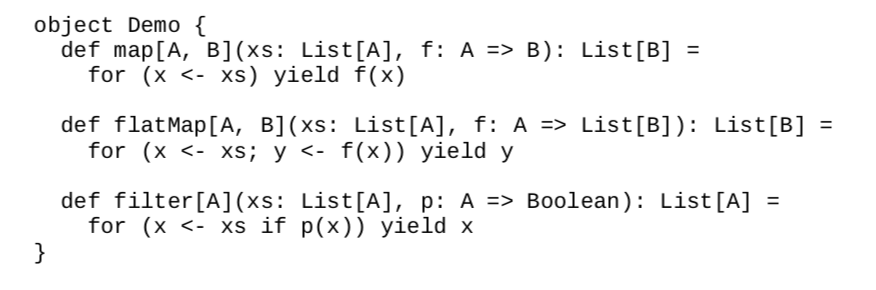 object Demo {
  def map[A, B](xs: List[A], f: A => B): List[B] =
    for (x <- xs) yield f(x)

  def flatMap[A, B](xs: List[A], f: A => List[B]): List[B] =
    for (x <- xs; y <- f(x)) yield y

  def filter[A](xs: List[A], p: A => Boolean): List[A] =
    for (x <- xs if p(x)) yield x
}